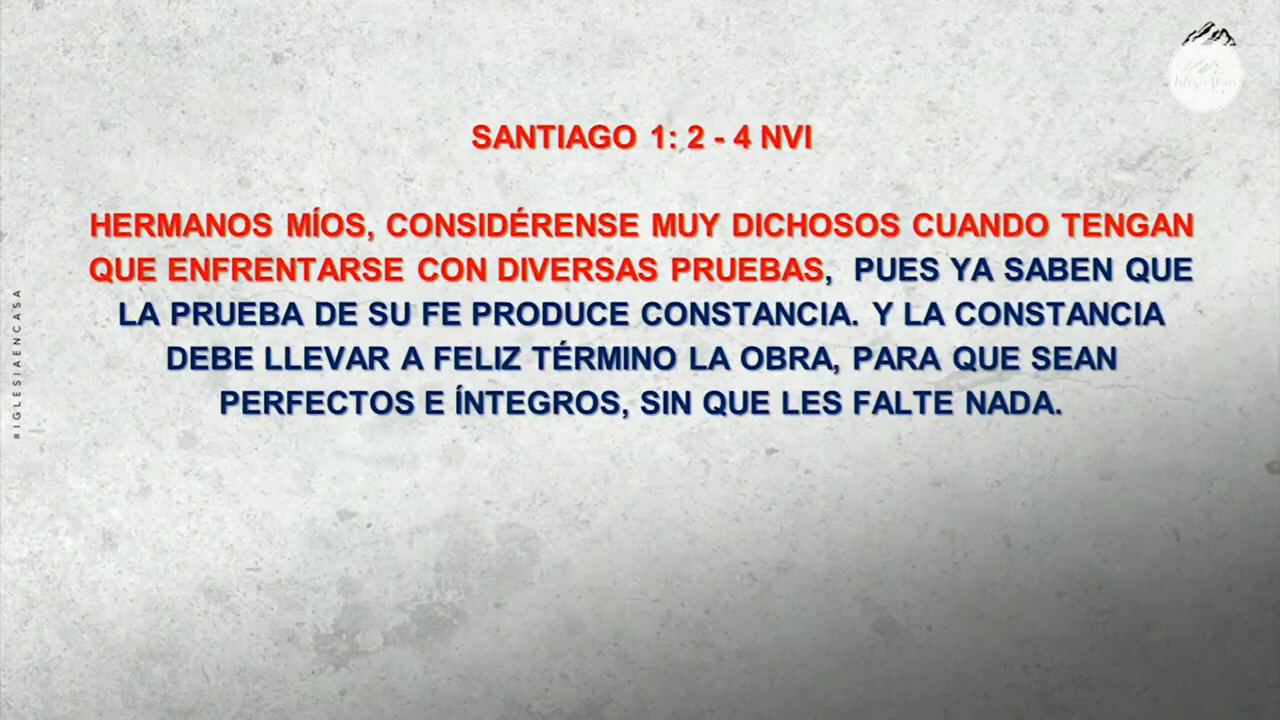 SANTIAGO 1: 2 - 4 NVI
HERMANOS MÍOS, CONSIDÉRENSE MUY DICHOSOS CUANDO TENGAN
QUE ENFRENTARSE CON DIVERSAS PRUEBAS, PUES YA SABEN QUE
LA PRUEBA DE SU FE PRODUCE CONSTANCIA. Y LA CONSTANCIA
DEBE LLEVAR A FELIZ TÉRMINO LA OBRA, PARA QUE SEAN
PERFECTOS E ÍNTEGROS, SIN QUE LES FALTE NADA.
#IGLESIAENCASA